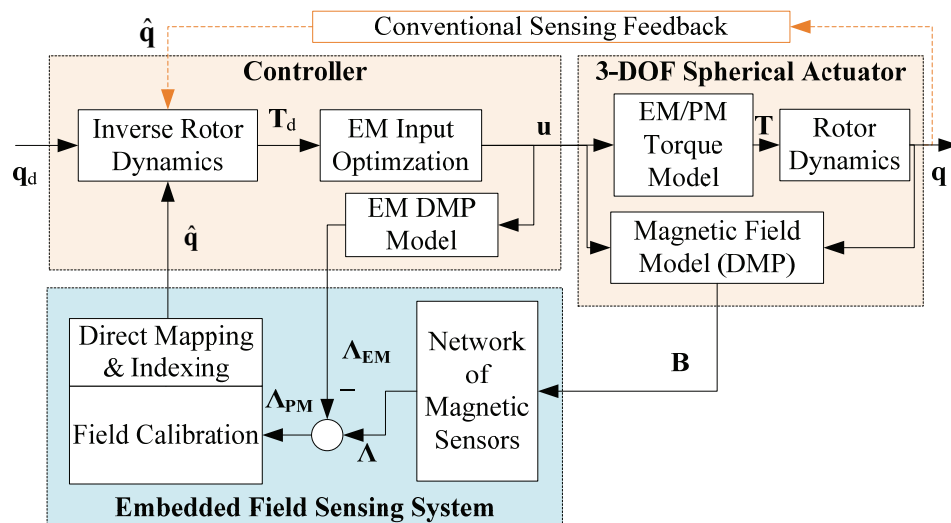 Conventional Sensing Feedback
q̂
Controller
3-DOF Spherical Actuator
Inverse Rotor
Dynamics
T_d
EM Input
Optimzation
u
EM/PM
Torque
Model
T
Rotor
Dynamics
q_d
q
EM DMP
Model
Magnetic Field
Model (DMP)
q̂
Direct Mapping
& Indexing
Field Calibration
Λ_EM
−
Λ_PM
Λ
Network
of
Magnetic
Sensors
B
Embedded Field Sensing System